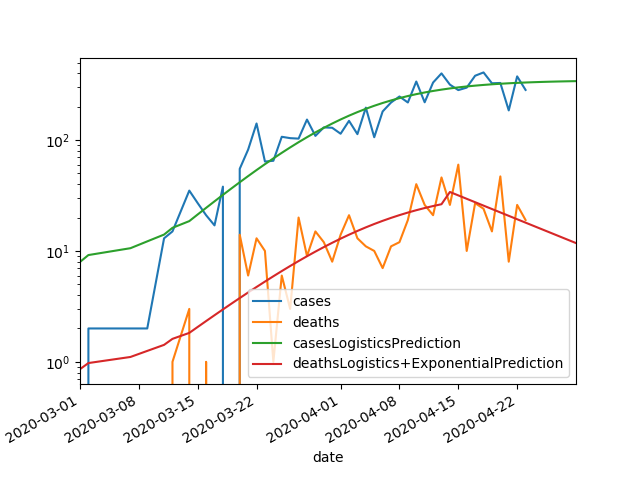 10²
10¹
10⁰
2020-03-01
2020-03-08
2020-03-15
2020-03-22
2020-04-01
2020-04-08
2020-04-15
2020-04-22
date
cases
deaths
casesLogisticsPrediction
deathsLogistics+ExponentialPrediction